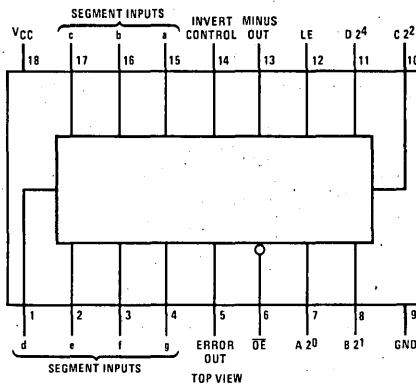 SEGMENT INPUTS INVERT MINUS
VCC c b a CONTROL OUT LE D 2⁴ C 2²
18 17 16 15 14 13 12 11 10
1 2 3 4 5 6 7 8 9
d e f g ERROR OE A 2⁰ B 2¹ GND
OUT
SEGMENT INPUTS
TOP VIEW